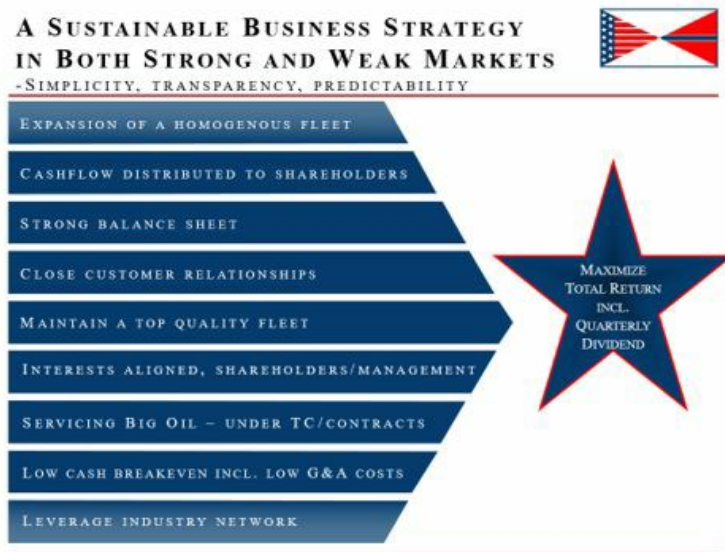 A Sustainable Business Strategy
in Both Strong and Weak Markets
-Simplicity, transparency, predictability
Expansion of a homogenous fleet
Cashflow distributed to shareholders
Strong balance sheet
Close customer relationships
Maintain a top quality fleet
Interests aligned, shareholders/management
Servicing Big Oil – under TC/contracts
Low cash breakeven incl. low G&A costs
Leverage industry network
Maximize
Total Return
incl.
Quarterly
Dividend